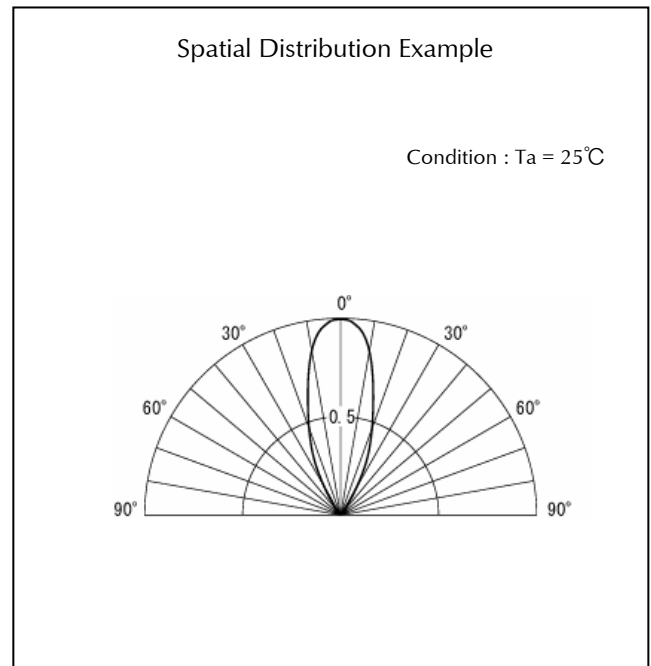 Spatial Distribution Example
Condition : Ta = 25℃
0°
30° 30°
60° 60°
0. 5
90° 90°